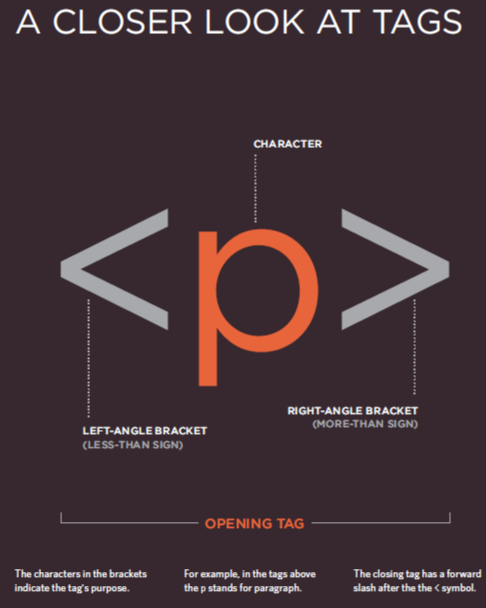 A CLOSER LOOK AT TAGS
CHARACTER
<p>
LEFT-ANGLE BRACKET
(LESS-THAN SIGN)
RIGHT-ANGLE BRACKET
(MORE-THAN SIGN)
OPENING TAG
The characters in the brackets
indicate the tag's purpose.
For example, in the tags above
the p stands for paragraph.
The closing tag has a forward
slash after the the < symbol.